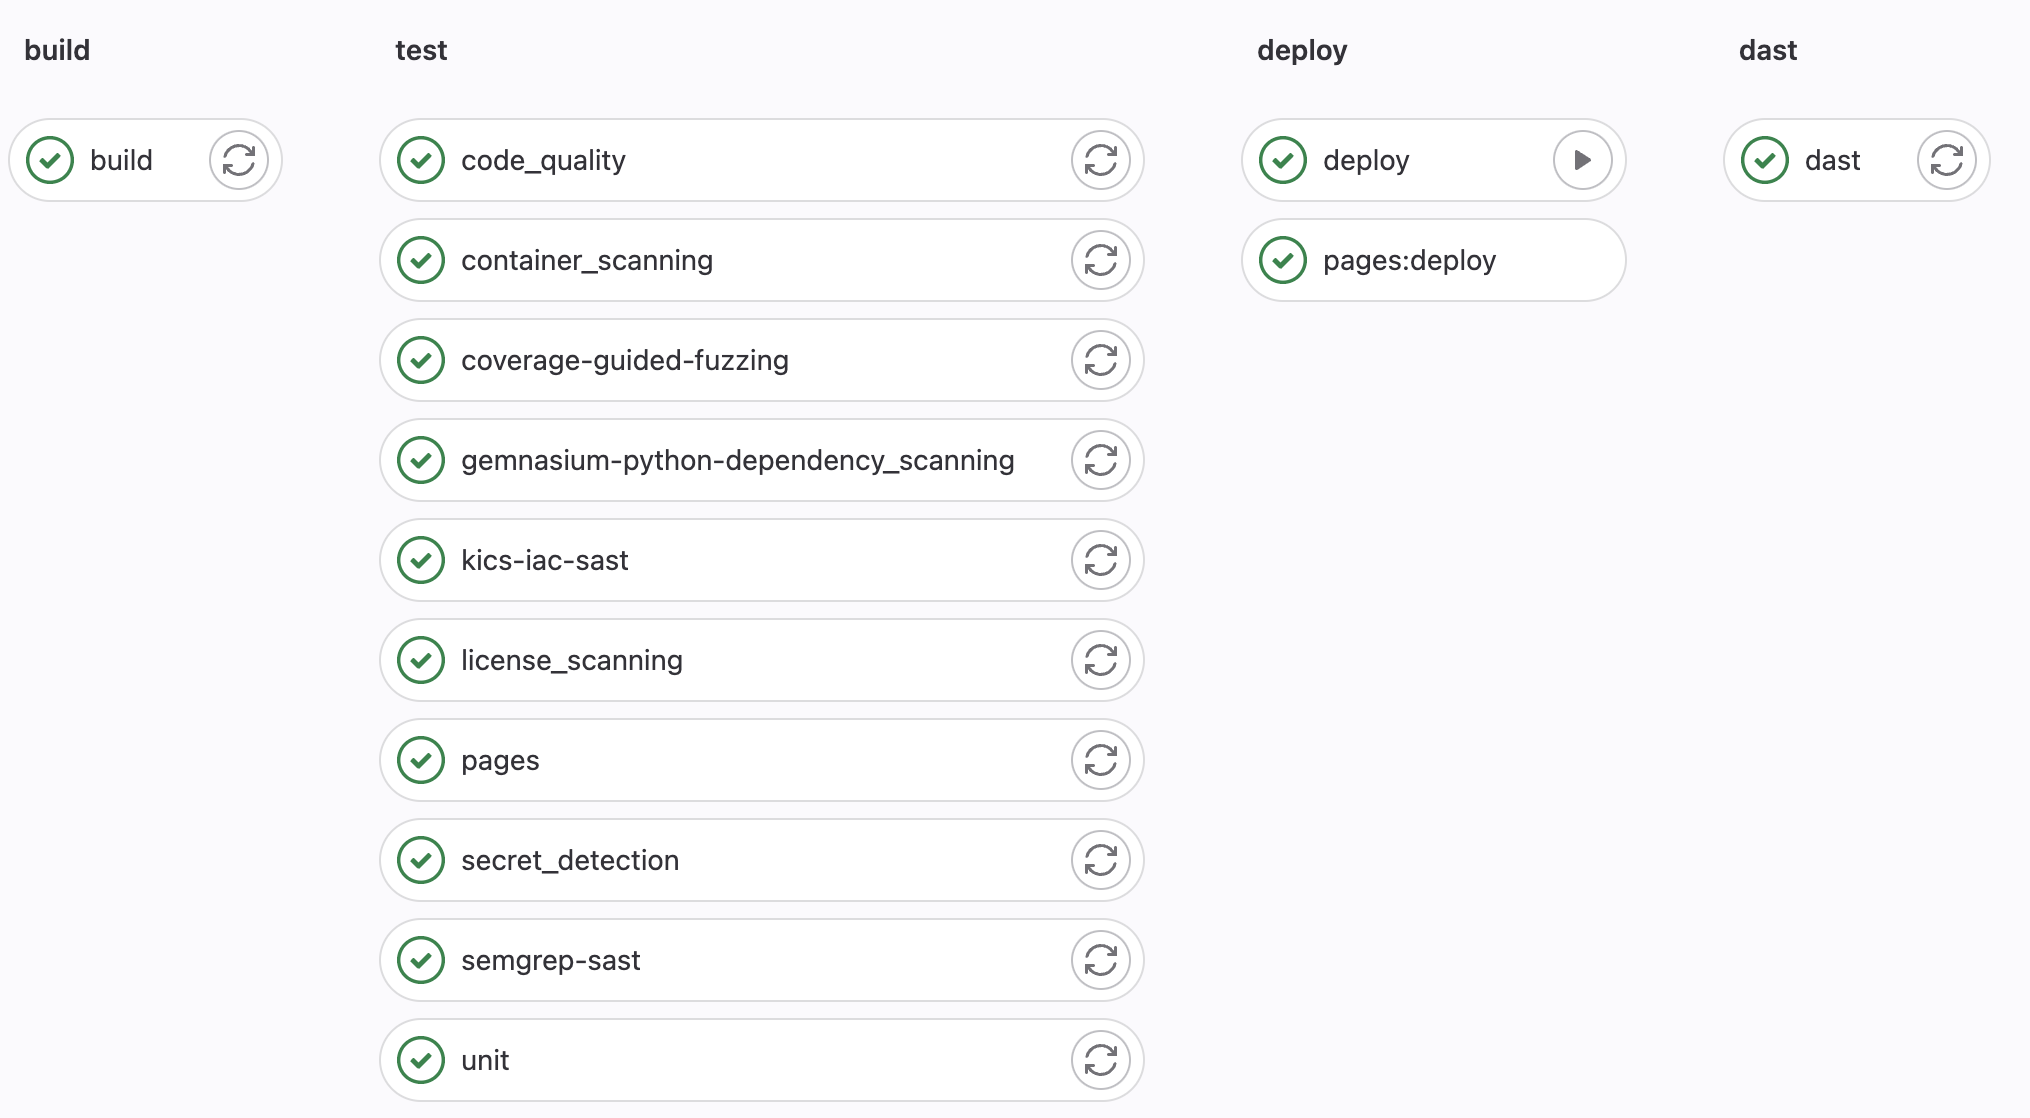 build
build
test
code_quality
container_scanning
coverage-guided-fuzzing
gemnasium-python-dependency_scanning
kics-iac-sast
license_scanning
pages
secret_detection
semgrep-sast
unit
deploy
deploy
pages:deploy
dast
dast